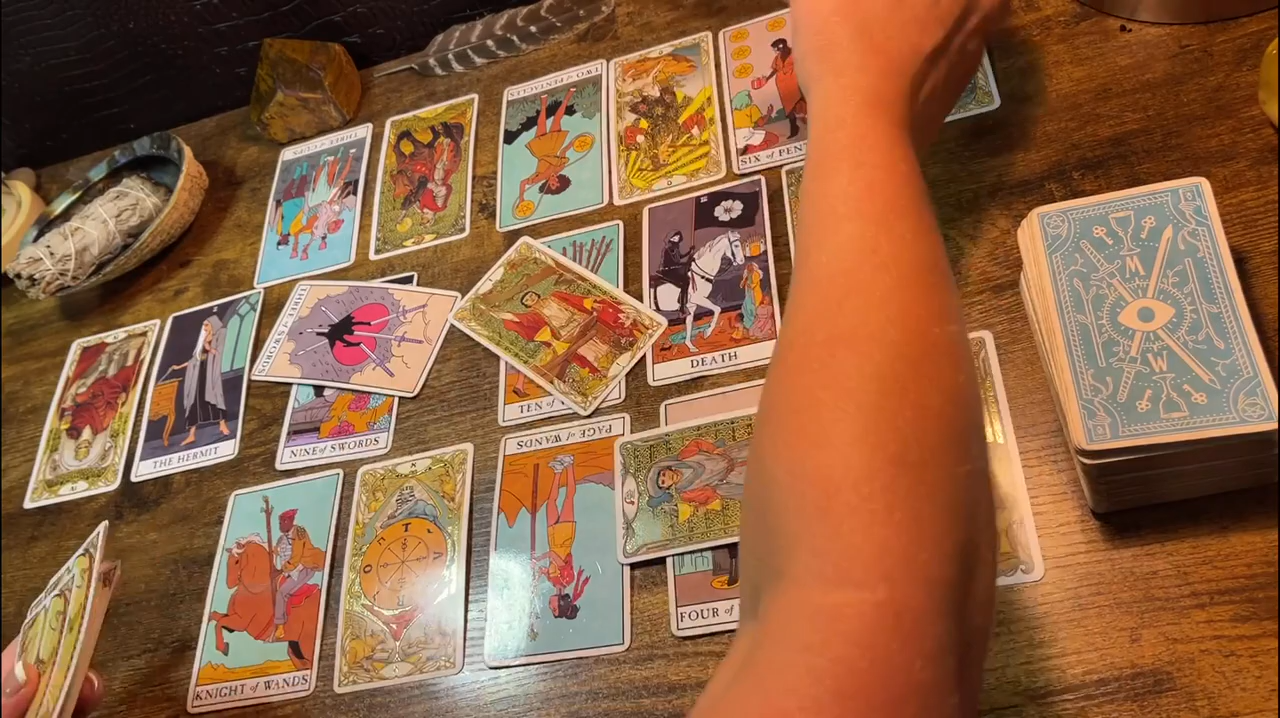 TWO of PENTACLES
THREE of CUPS
SIX of PENT
THREE of SWORDS
DEATH
THE HERMIT
TEN of
NINE of SWORDS
PAGE of WANDS
FOUR of
KNIGHT of WANDS
M
W